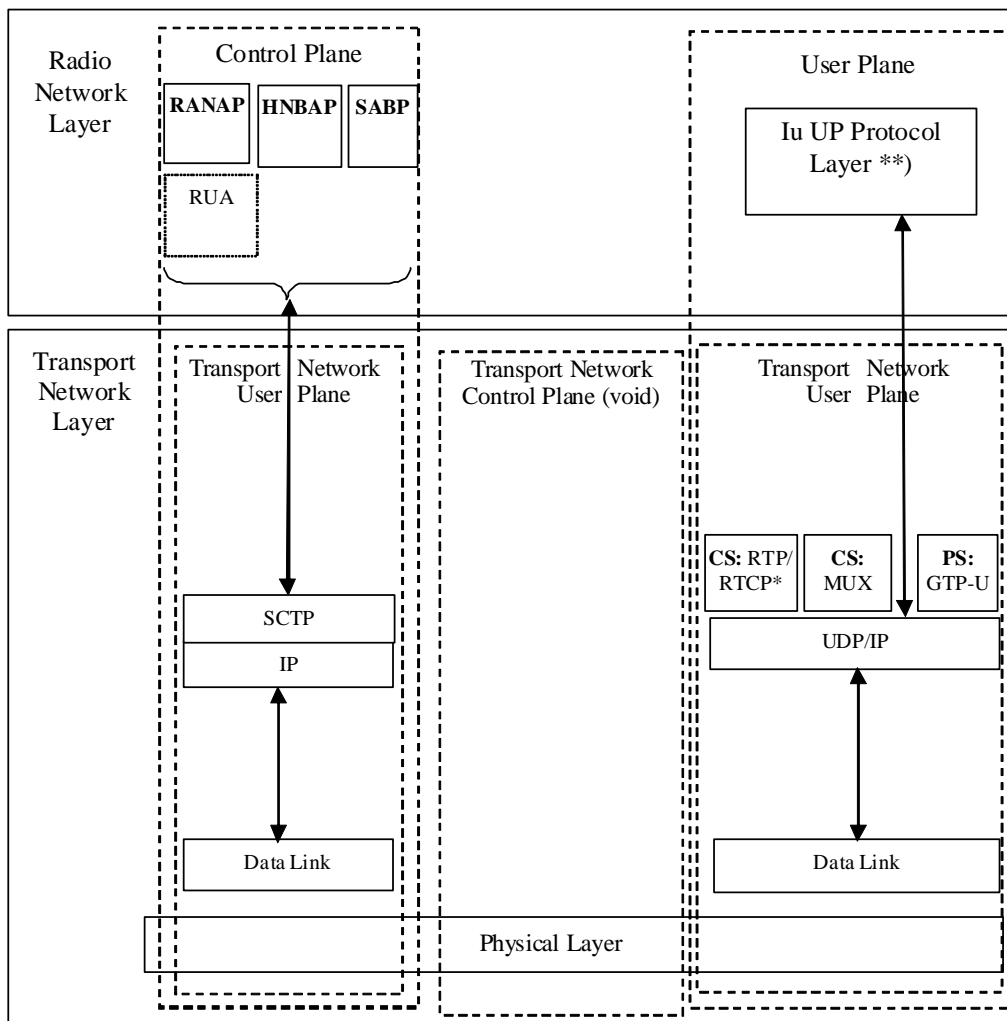 Radio
Network
Layer
Control Plane
RANAP
HNBAP
SABP
RUA
User Plane
Iu UP Protocol
Layer **)
Transport
Network
Layer
Transport Network
User Plane
Transport Network
Control Plane (void)
Transport Network
User Plane
SCTP
IP
Data Link
CS: RTP/
RTCP*
CS:
MUX
PS:
GTP-U
UDP/IP
Data Link
Physical Layer